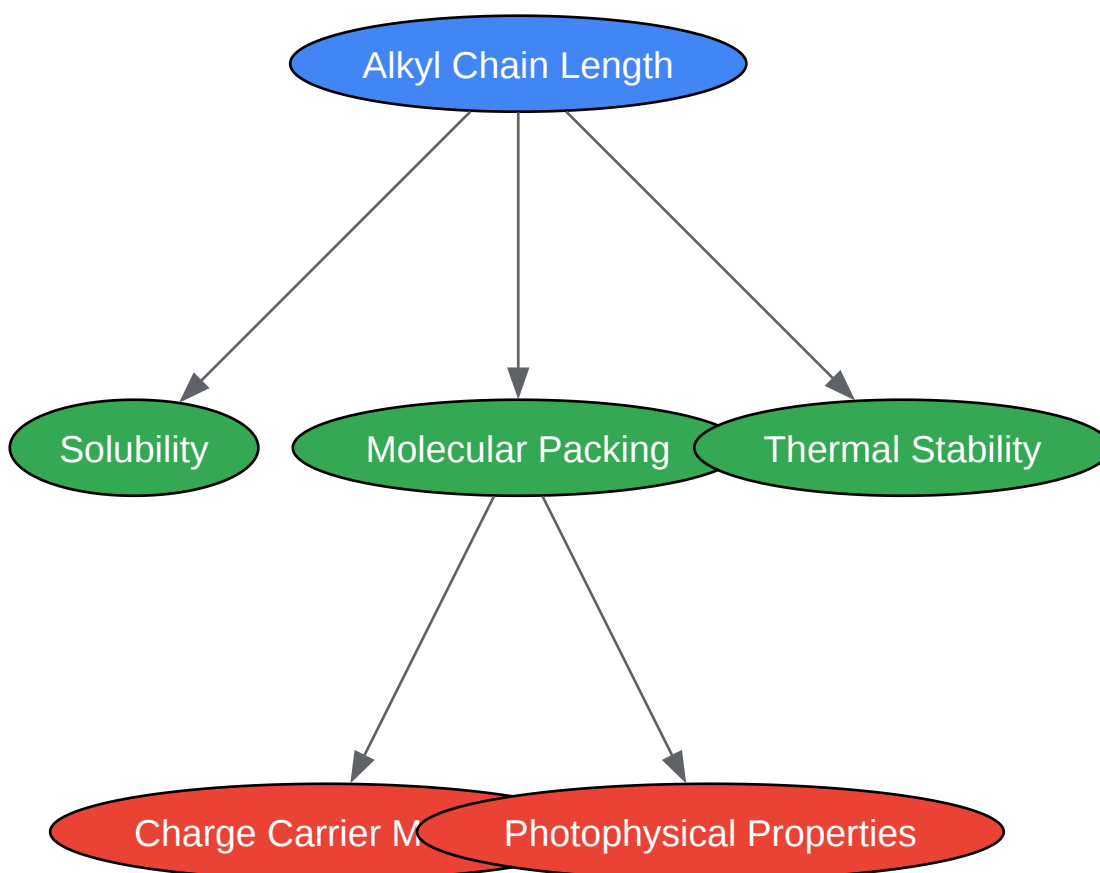 Alkyl Chain Length
Solubility
Molecular Packing
Thermal Stability
Charge Carrier
Photophysical Properties